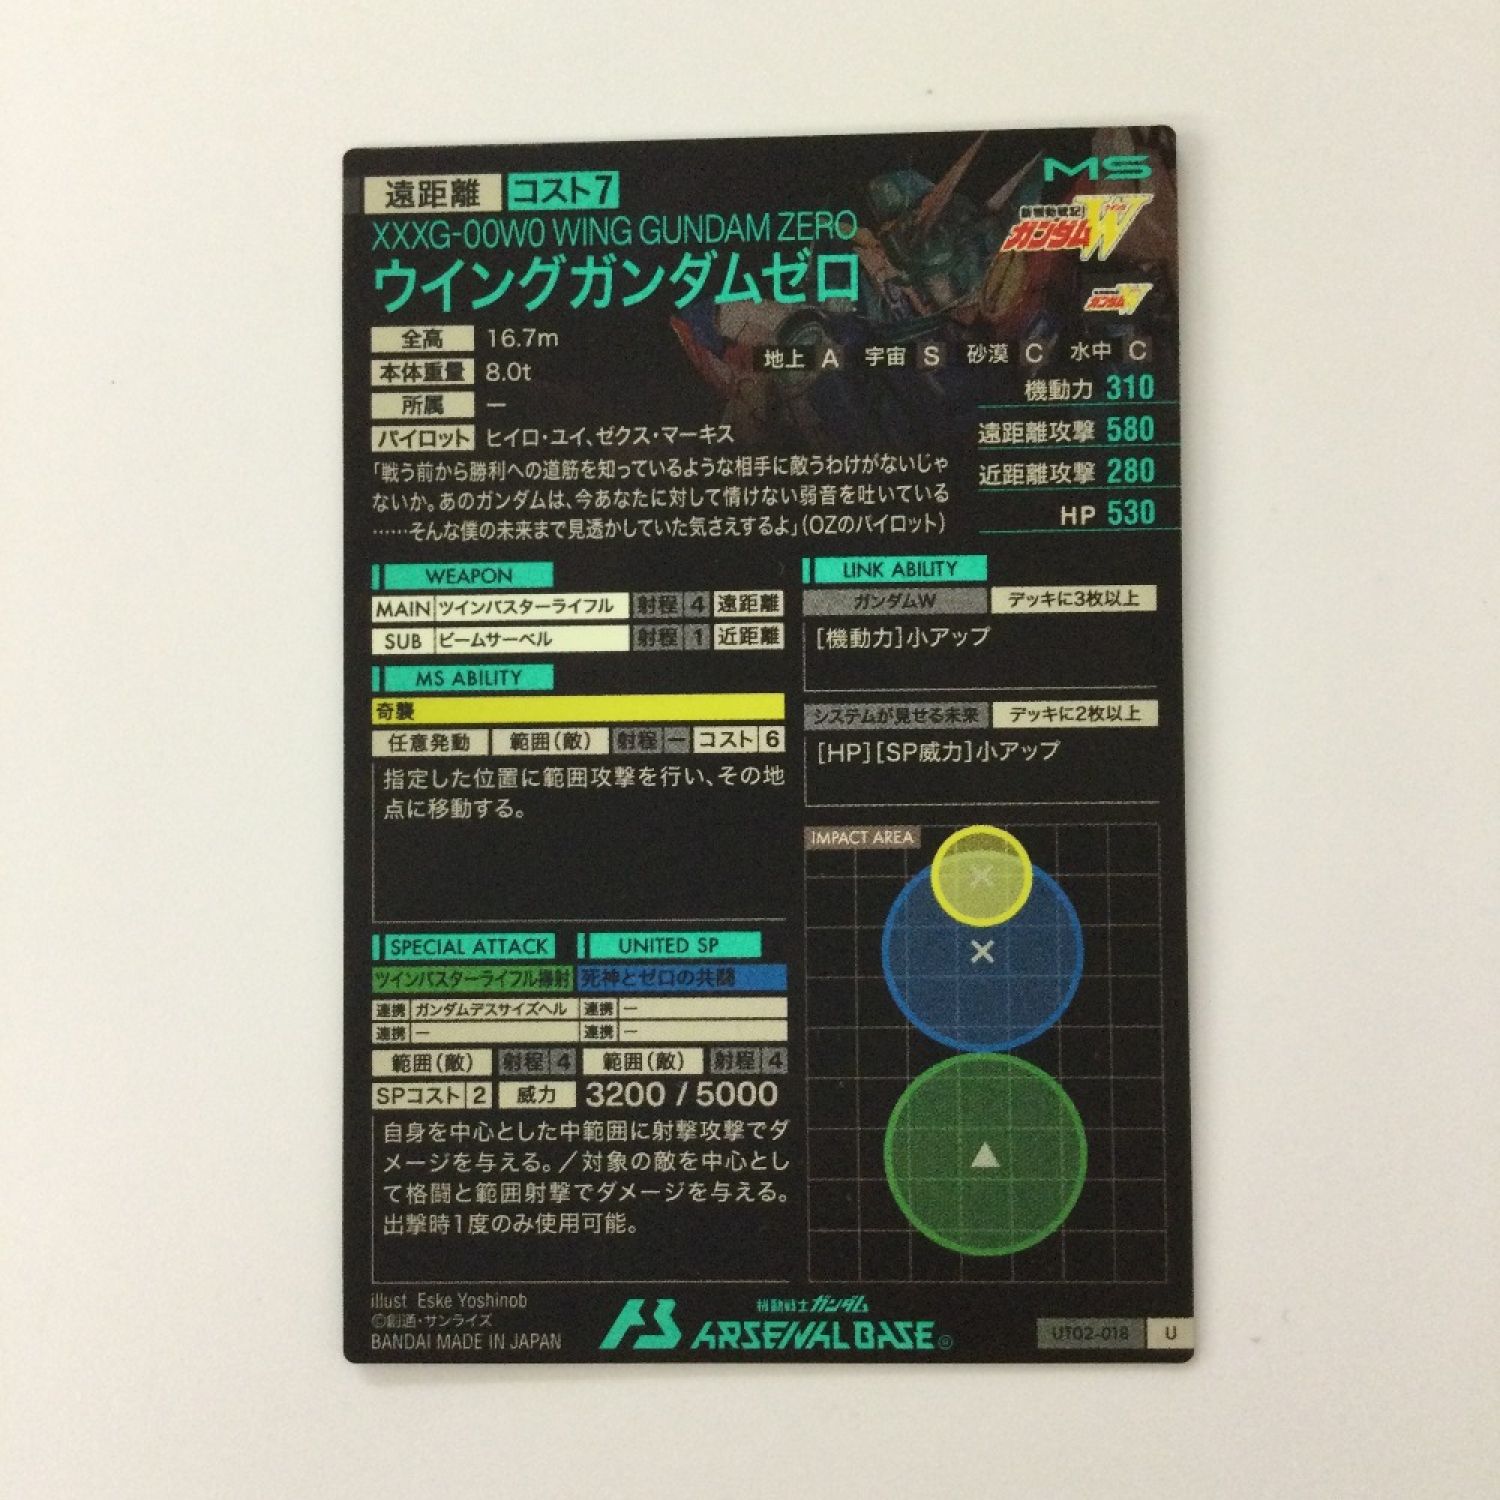 遠距離 コスト7
MS
XXXG-00W0 WING GUNDAM ZERO
ウイングガンダムゼロ
新機動戦記
ガンダムW
ガンダムW
全高 16.7m
本体重量 8.0t
所属 ー
パイロット ヒイロ・ユイ、ゼクス・マーキス
地上 A 宇宙 S 砂漠 C 水中 C
機動力 310
遠距離攻撃 580
近距離攻撃 280
HP 530
「戦う前から勝利への道筋を知っているような相手に敵うわけがないじゃ
ないか。あのガンダムは、今あなたに対して情けない弱音を吐いている
……そんな僕の未来まで見透かしていた気さえするよ」(OZのパイロット)
WEAPON
MAIN ツインバスターライフル 射程 4 遠距離
SUB ビームサーベル 射程 1 近距離
MS ABILITY
奇襲
任意発動 範囲(敵) 射程 ー コスト 6
指定した位置に範囲攻撃を行い、その地
点に移動する。
LINK ABILITY
ガンダムW デッキに3枚以上
[機動力]小アップ
システムが見せる未来 デッキに2枚以上
[HP][SP威力]小アップ
IMPACT AREA
SPECIAL ATTACK UNITED SP
ツインバスターライフル掃射 死神とゼロの共闘
連携 ガンダムデスサイズヘル 連携 ー
連携 ー 連携 ー
範囲(敵) 射程 4 範囲(敵) 射程 4
SPコスト 2 威力 3200 / 5000
自身を中心とした中範囲に射撃攻撃でダ
メージを与える。／対象の敵を中心とし
て格闘と範囲射撃でダメージを与える。
出撃時1度のみ使用可能。
illust Eske Yoshinob
©創通・サンライズ
BANDAI MADE IN JAPAN
AB
機動戦士ガンダム
ARSENAL BASE
UT02-018 U